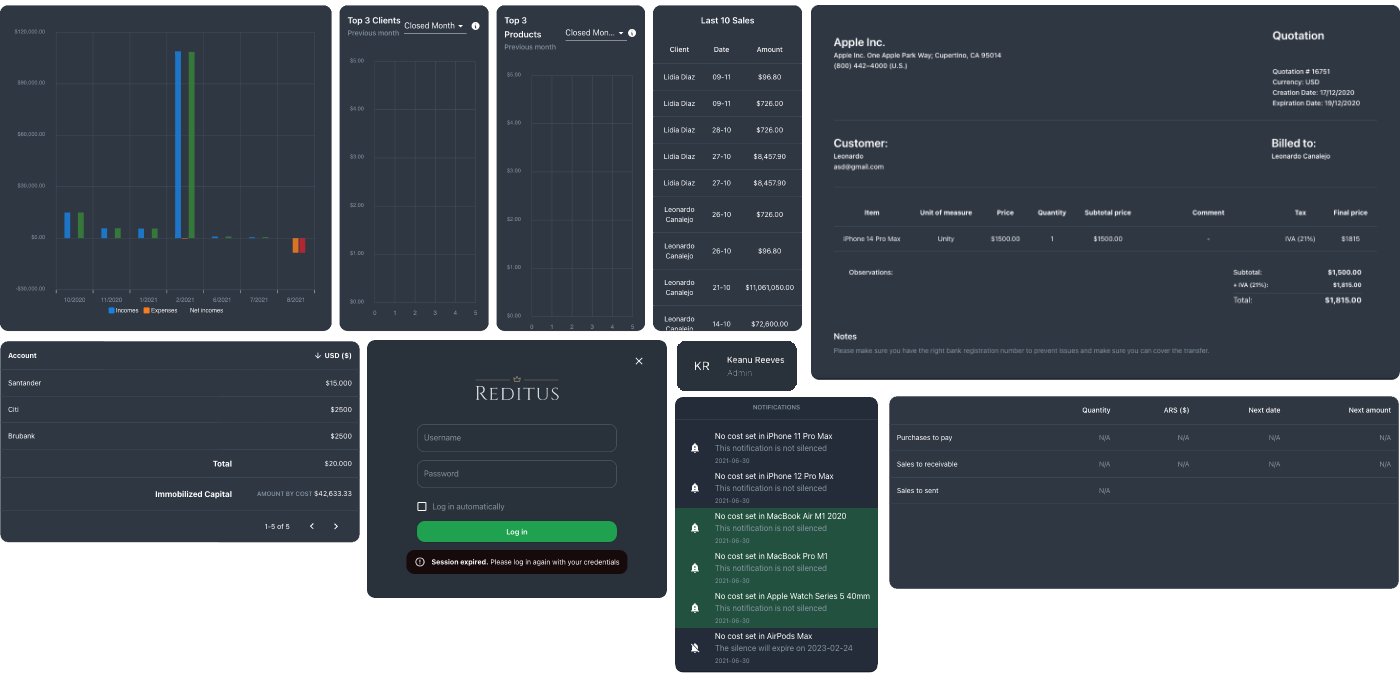 $120,000.00
$90,000.00
$60,000.00
$30,000.00
$0.00
-$30,000.00
10/2020 11/2020 1/2021 2/2021 6/2021 7/2021 8/2021
Incomes Expenses Net incomes
Top 3 Clients
Previous month
Closed Month
$5.00
$4.00
$3.00
$2.00
$1.00
$0.00
0 1 2 3 4 5
Top 3
Products
Previous month
Closed Mon...
$5.00
$4.00
$3.00
$2.00
$1.00
$0.00
0 1 2 3 4 5
Last 10 Sales
Client Date Amount
Lidia Diaz 09-11 $96.80
Lidia Diaz 09-11 $726.00
Lidia Diaz 28-10 $726.00
Lidia Diaz 27-10 $8,457.90
Lidia Diaz 27-10 $8,457.90
Leonardo
Canalejo 26-10 $726.00
Leonardo
Canalejo 26-10 $96.80
Leonardo
Canalejo 21-10 $11,061,050.00
Leonardo
Canalejo 14-10 $72,600.00
Apple Inc.
Apple Inc. One Apple Park Way; Cupertino, CA 95014
(800) 442–4000 (U.S.)
Quotation
Quotation # 16751
Currency: USD
Creation Date: 17/12/2020
Expiration Date: 19/12/2020
Customer:
Leonardo
asd@gmail.com
Billed to:
Leonardo Canalejo
Item Unit of measure Price Quantity Subtotal price Comment Tax Final price
iPhone 14 Pro Max Unity $1500.00 1 $1500.00 - IVA (21%) $1815
Observations:
Subtotal: $1,500.00
+ IVA (21%): $1,815.00
Total: $1,815.00
Notes
Please make sure you have the right bank registration number to prevent issues and make sure you can cover the transfer.
Account USD ($)
Santander $15.000
Citi $2500
Brubank $2500
Total $20.000
Immobilized Capital AMOUNT BY COST $42,633.33
1-5 of 5
REDITUS
Username
Password
Log in automatically
Log in
Session expired. Please log in again with your credentials
KR
Keanu Reeves
Admin
NOTIFICATIONS
No cost set in iPhone 11 Pro Max
This notification is not silenced
2021-06-30
No cost set in iPhone 12 Pro Max
This notification is not silenced
2021-06-30
No cost set in MacBook Air M1 2020
This notification is not silenced
2021-06-30
No cost set in MacBook Pro M1
This notification is not silenced
2021-06-30
No cost set in Apple Watch Series 5 40mm
This notification is not silenced
2021-06-30
No cost set in AirPods Max
The silence will expire on 2023-02-24
2021-06-30
Quantity ARS ($) Next date Next amount
Purchases to pay N/A N/A N/A N/A
Sales to receivable N/A N/A N/A N/A
Sales to sent N/A